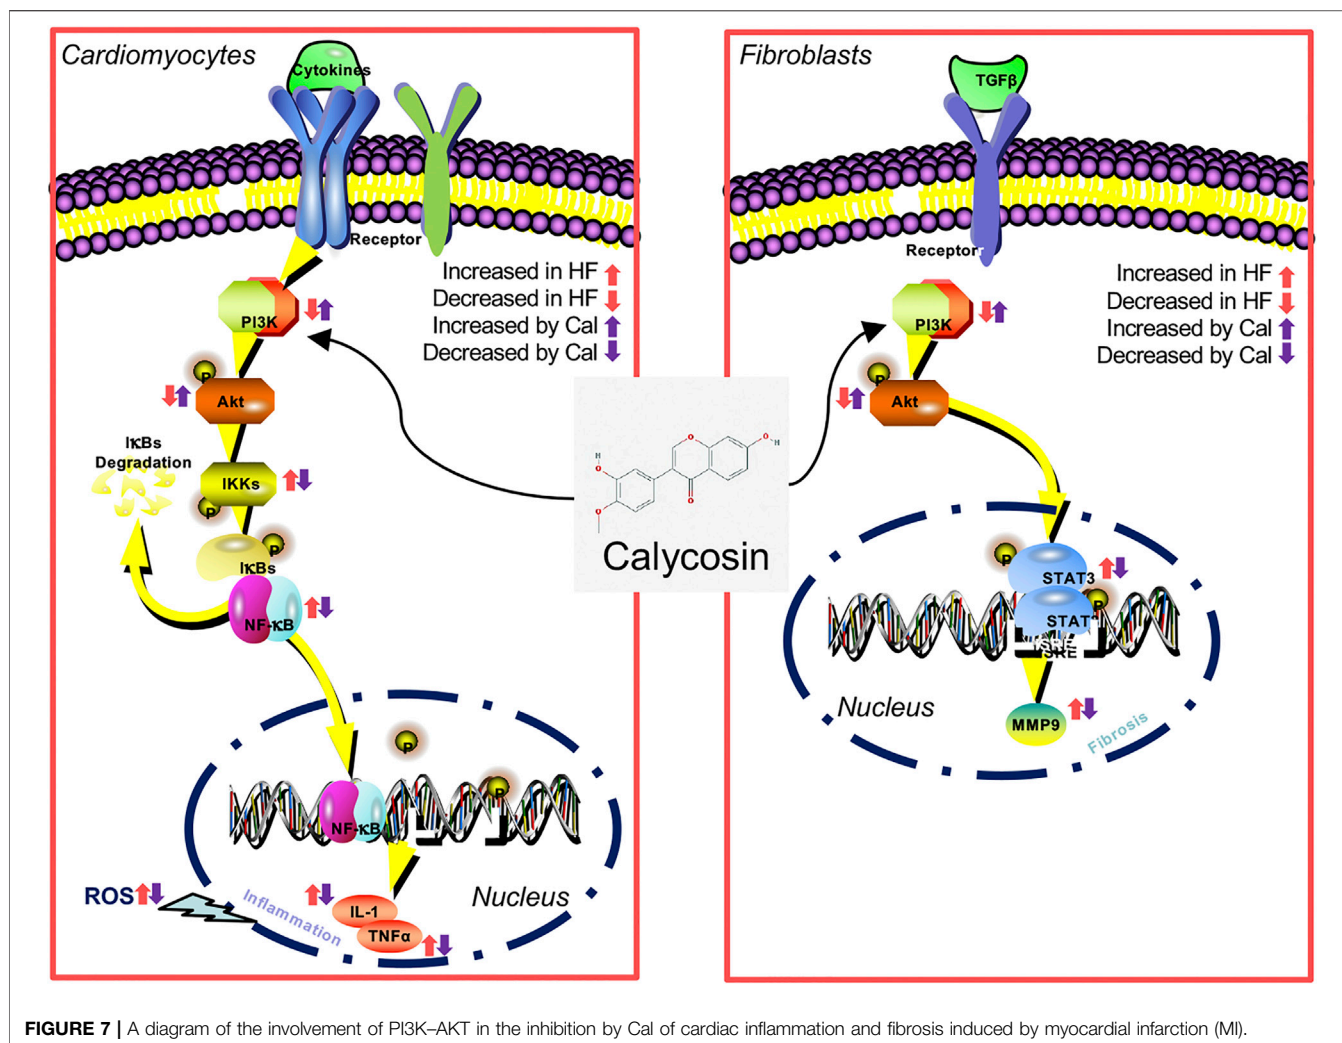 Cardiomyocytes
Cytokines
Receptor
Increased in HF
Decreased in HF
Increased by Cal
Decreased by Cal
PI3K
P
Akt
IκBs
Degradation
IKKs
P
P
IκBs
NF-κB
P
P
NF-κB
Nucleus
ROS
Inflammation
IL-1
TNFα
Calycosin
O
O
H
H
O
O
O
Fibroblasts
TGFβ
Receptor
Increased in HF
Decreased in HF
Increased by Cal
Decreased by Cal
PI3K
P
Akt
P
STAT3
P
STAT
SRE
Nucleus
MMP9
Fibrosis
FIGURE 7 | A diagram of the involvement of PI3K–AKT in the inhibition by Cal of cardiac inflammation and fibrosis induced by myocardial infarction (MI).